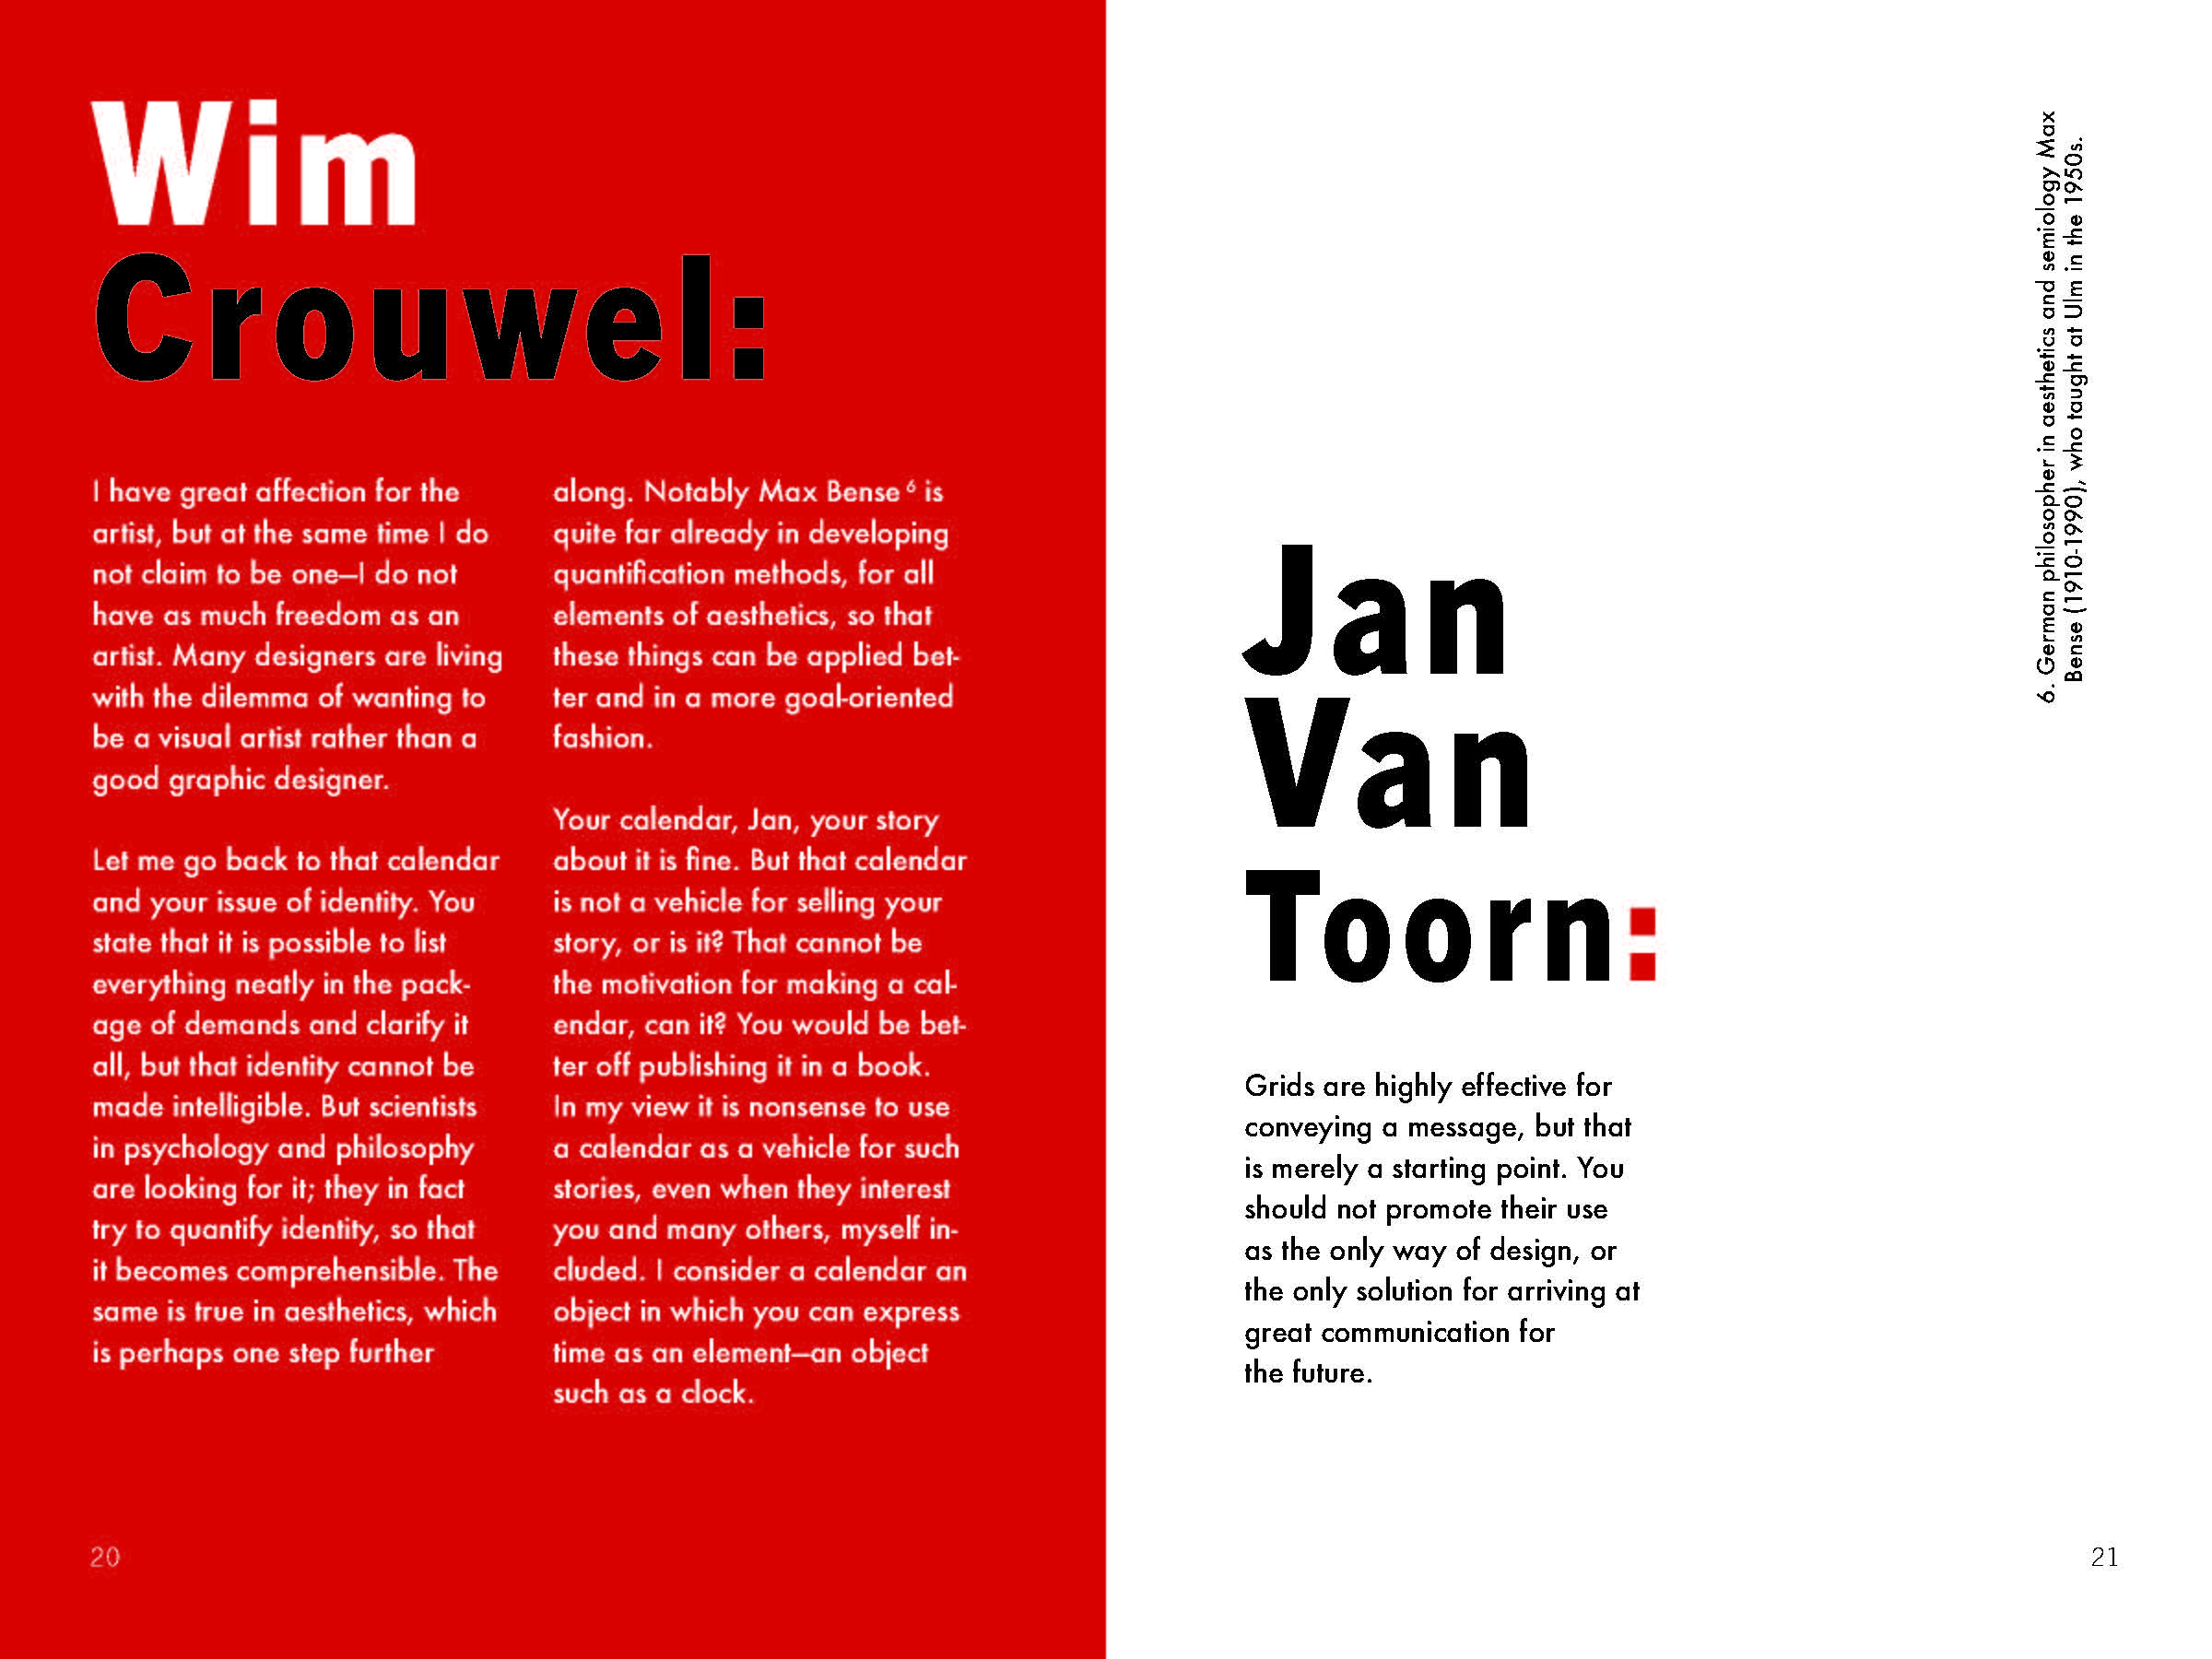 Wim
Crouwel:
I have great affection for the
artist, but at the same time I do
not claim to be one—I do not
have as much freedom as an
artist. Many designers are living
with the dilemma of wanting to
be a visual artist rather than a
good graphic designer.
Let me go back to that calendar
and your issue of identity. You
state that it is possible to list
everything neatly in the pack-
age of demands and clarify it
all, but that identity cannot be
made intelligible. But scientists
in psychology and philosophy
are looking for it; they in fact
try to quantify identity, so that
it becomes comprehensible. The
same is true in aesthetics, which
is perhaps one step further
along. Notably Max Bense ⁶ is
quite far already in developing
quantification methods, for all
elements of aesthetics, so that
these things can be applied bet-
ter and in a more goal-oriented
fashion.
Your calendar, Jan, your story
about it is fine. But that calendar
is not a vehicle for selling your
story, or is it? That cannot be
the motivation for making a cal-
endar, can it? You would be bet-
ter off publishing it in a book.
In my view it is nonsense to use
a calendar as a vehicle for such
stories, even when they interest
you and many others, myself in-
cluded. I consider a calendar an
object in which you can express
time as an element—an object
such as a clock.
20
Jan
Van
Toorn:
Grids are highly effective for
conveying a message, but that
is merely a starting point. You
should not promote their use
as the only way of design, or
the only solution for arriving at
great communication for
the future.
6. German philosopher in aesthetics and semiology Max
Bense (1910-1990), who taught at Ulm in the 1950s.
21